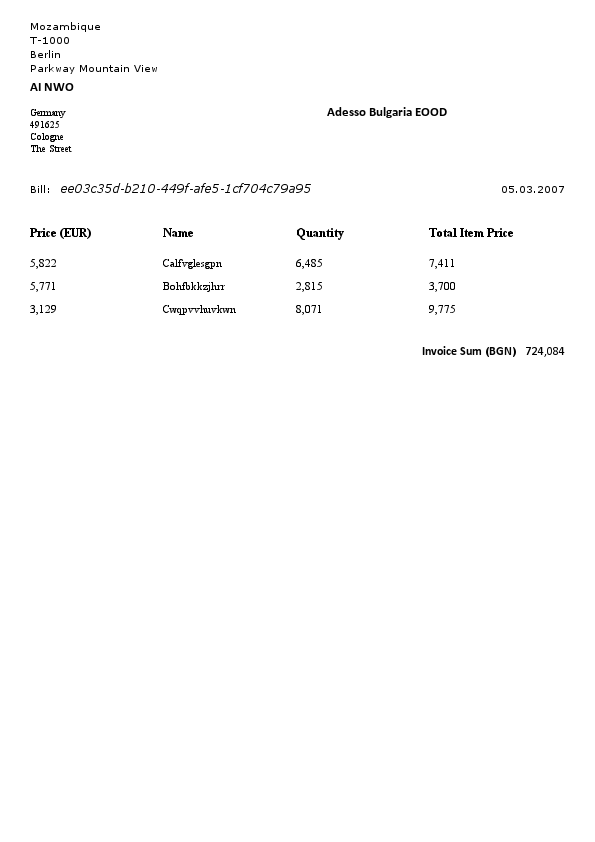 Mozambique
T-1000
Berlin
Parkway Mountain View
AI NWO
Germany
491625
Cologne
The Street
Adesso Bulgaria EOOD
Bill: ee03c35d-b210-449f-afe5-1cf704c79a95 05.03.2007
Price (EUR) Name Quantity Total Item Price
5,822 Calfvglesgpn 6,485 7,411
5,771 Bohfbkkzjhrr 2,815 3,700
3,129 Cwqpvvhuvkwn 8,071 9,775
Invoice Sum (BGN) 724,084